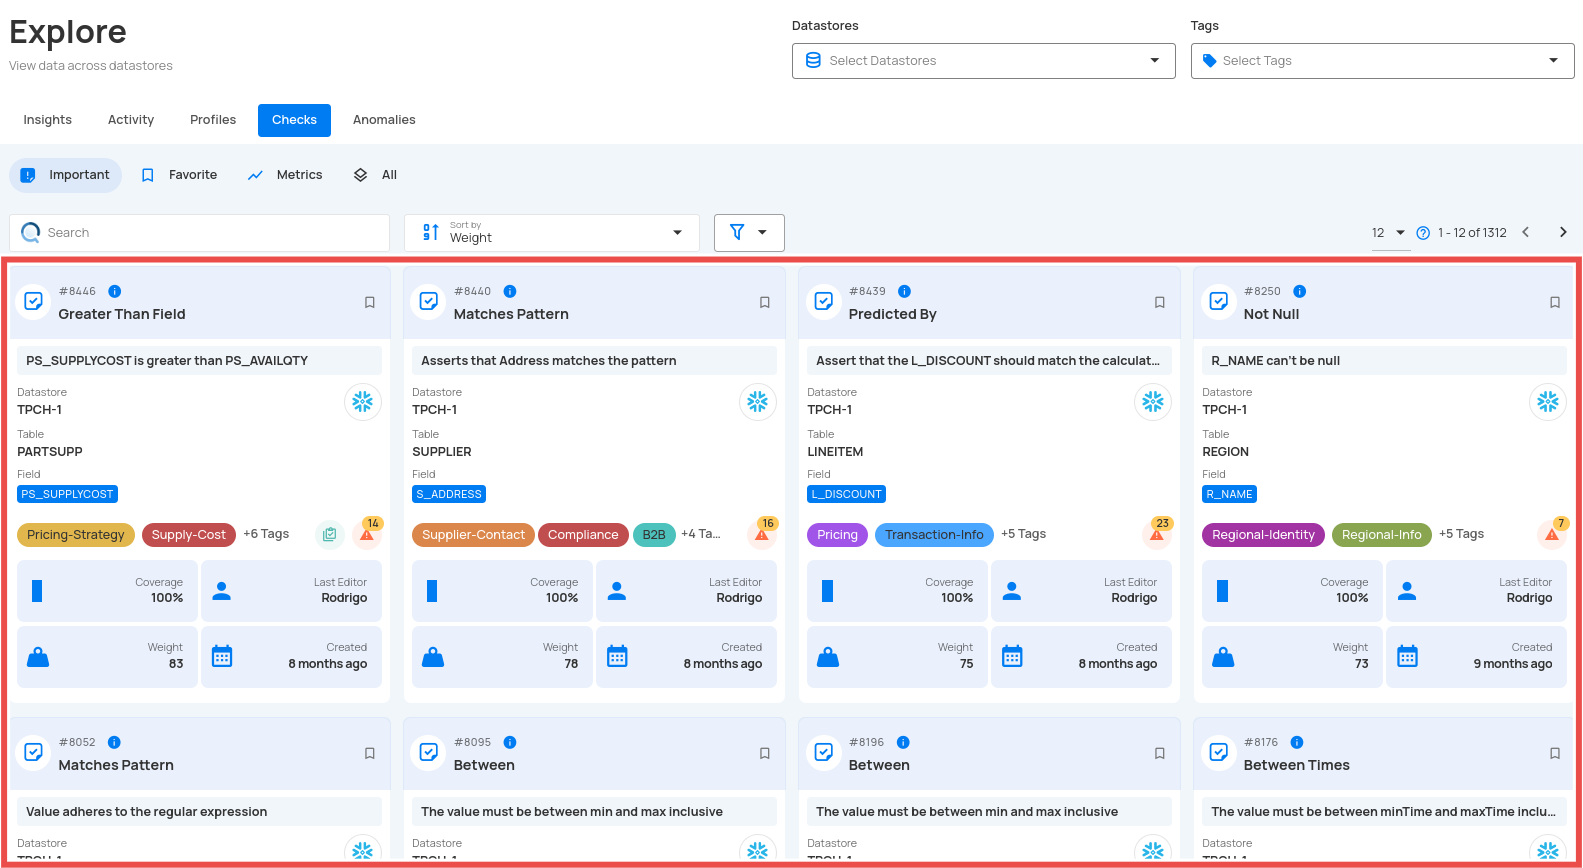 Explore
View data across datastores
Datastores
Select Datastores
Tags
Select Tags
Insights
Activity
Profiles
Checks
Anomalies
Important
Favorite
Metrics
All
Search
Sort by
Weight
12
1 - 12 of 1312
#8446
Greater Than Field
PS_SUPPLYCOST is greater than PS_AVAILQTY
Datastore
TPCH-1
Table
PARTSUPP
Field
PS_SUPPLYCOST
Pricing-Strategy
Supply-Cost
+6 Tags
14
Coverage
100%
Last Editor
Rodrigo
Weight
83
Created
8 months ago
#8440
Matches Pattern
Asserts that Address matches the pattern
Datastore
TPCH-1
Table
SUPPLIER
Field
S_ADDRESS
Supplier-Contact
Compliance
B2B
+4 Ta...
16
Coverage
100%
Last Editor
Rodrigo
Weight
78
Created
8 months ago
#8439
Predicted By
Assert that the L_DISCOUNT should match the calculat...
Datastore
TPCH-1
Table
LINEITEM
Field
L_DISCOUNT
Pricing
Transaction-Info
+5 Tags
23
Coverage
100%
Last Editor
Rodrigo
Weight
75
Created
8 months ago
#8250
Not Null
R_NAME can't be null
Datastore
TPCH-1
Table
REGION
Field
R_NAME
Regional-Identity
Regional-Info
+5 Tags
7
Coverage
100%
Last Editor
Rodrigo
Weight
73
Created
9 months ago
#8052
Matches Pattern
Value adheres to the regular expression
Datastore
TPCH-1
#8095
Between
The value must be between min and max inclusive
Datastore
TPCH-1
#8196
Between
The value must be between min and max inclusive
Datastore
TPCH-1
#8176
Between Times
The value must be between minTime and maxTime inclu...
Datastore
TPCH-1